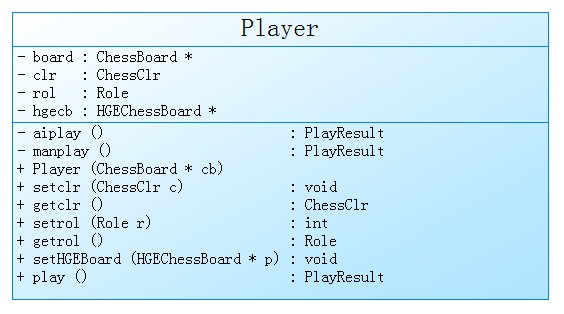 Player
- board : ChessBoard *
- clr : ChessClr
- rol : Role
- hgecb : HGEChessBoard *
- aiplay () : PlayResult
- manplay () : PlayResult
+ Player (ChessBoard * cb)
+ setclr (ChessClr c) : void
+ getclr () : ChessClr
+ setrol (Role r) : int
+ getrol () : Role
+ setHGEBoard (HGEChessBoard * p) : void
+ play () : PlayResult